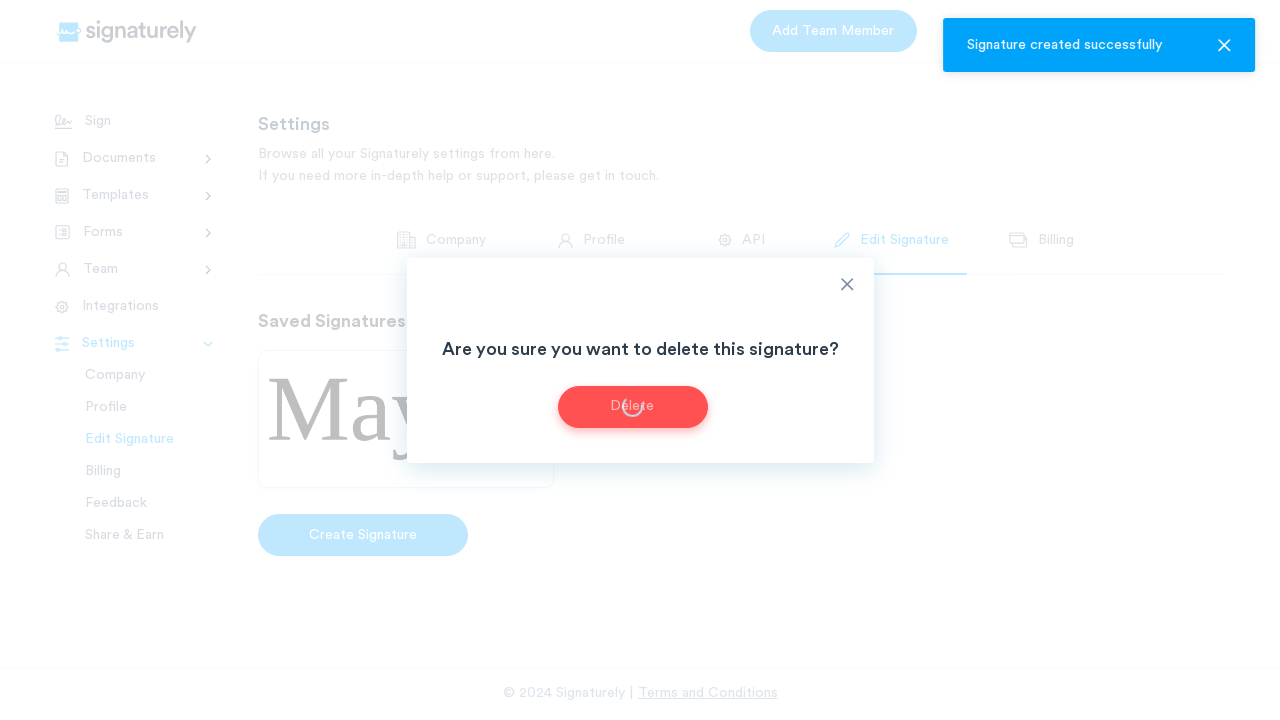 signaturely
Add Team Member
Signature created successfully
Sign
Documents
Templates
Forms
Team
Integrations
Settings
Company
Profile
Edit Signature
Billing
Feedback
Share & Earn
Settings
Browse all your Signaturely settings from here.
If you need more in-depth help or support, please get in touch.
Company
Profile
API
Edit Signature
Billing
Saved Signatures
May
Are you sure you want to delete this signature?
Delete
Create Signature
© 2024 Signaturely | Terms and Conditions